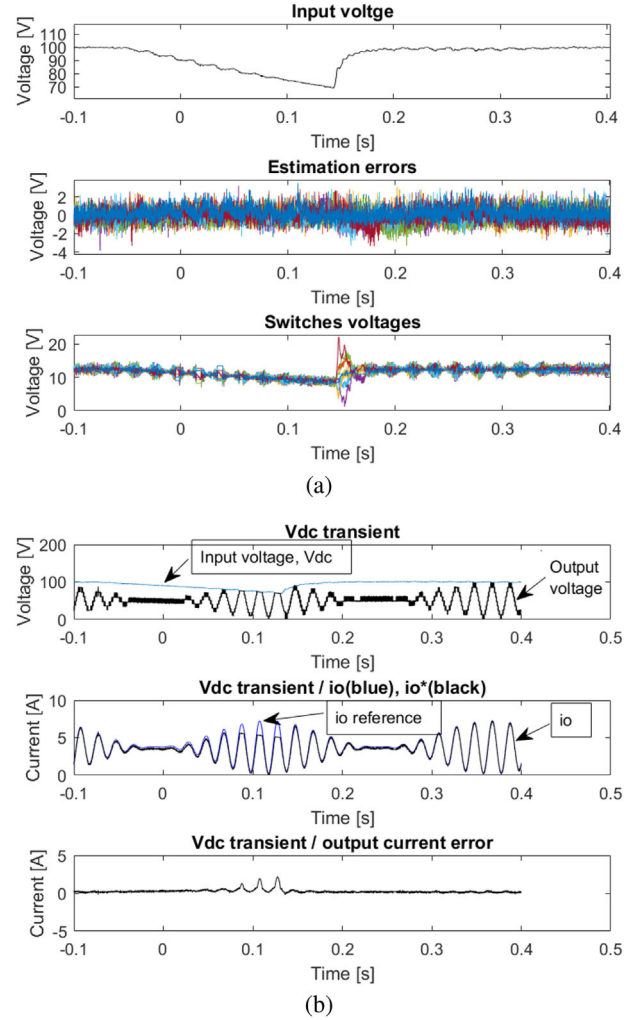 Input voltge
Voltage [V]
110
100
90
80
70
-0.1 0 0.1 0.2 0.3 0.4
Time [s]
Estimation errors
Voltage [V]
2
0
-2
-4
-0.1 0 0.1 0.2 0.3 0.4
Time [s]
Switches voltages
Voltage [V]
20
10
0
-0.1 0 0.1 0.2 0.3 0.4
Time [s]
(a)
Vdc transient
Voltage [V]
200
100
0
Input voltage, Vdc
Output
voltage
-0.1 0 0.1 0.2 0.3 0.4 0.5
Time [s]
Vdc transient / io(blue), io*(black)
Current [A]
10
5
0
io reference
io
-0.1 0 0.1 0.2 0.3 0.4 0.5
Time [s]
Vdc transient / output current error
Current [A]
5
0
-5
-0.1 0 0.1 0.2 0.3 0.4 0.5
Time [s]
(b)